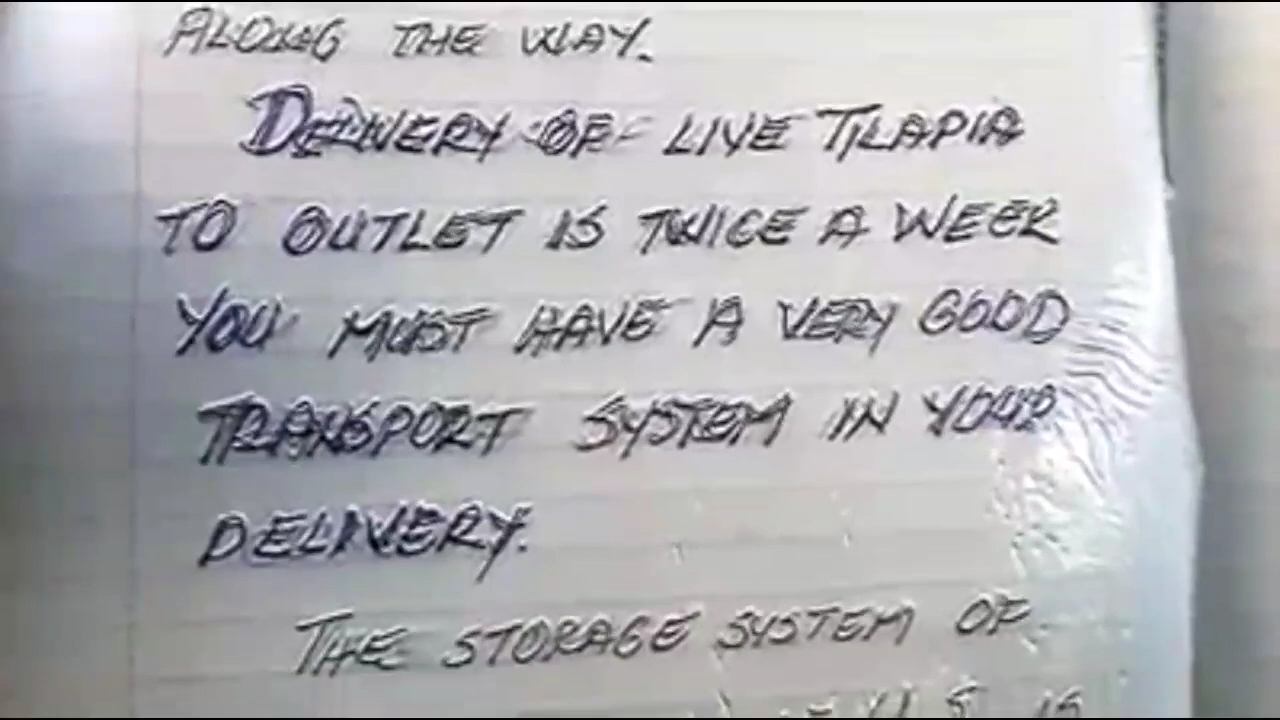 ALONG THE WAY.
DELIVERY OF LIVE TILAPIA
TO OUTLET IS TWICE A WEEK
YOU MUST HAVE A VERY GOOD
TRANSPORT SYSTEM IN YOUR
DELIVERY.
THE STORAGE SYSTEM OF
IS